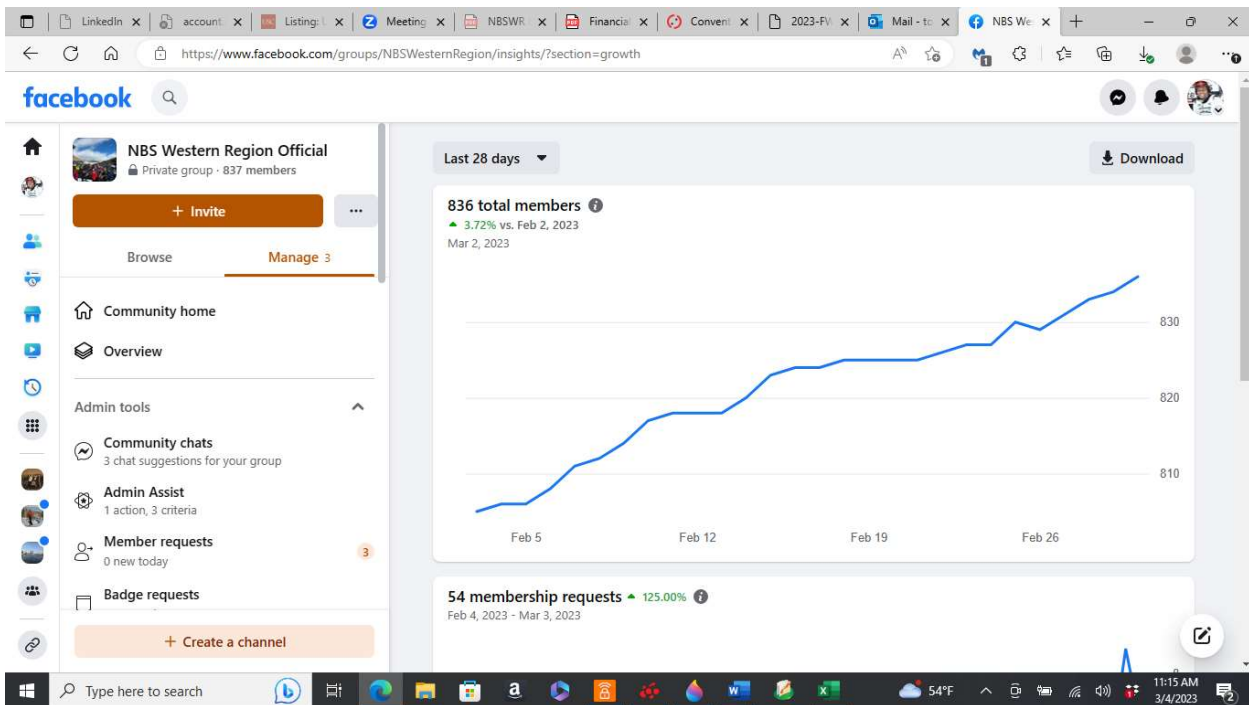 LinkedIn
account
Listing: L
Meeting
NBSWR
Financial
Convent
2023-FW
Mail - to
NBS We
https://www.facebook.com/groups/NBSWesternRegion/insights/?section=growth
1
facebook
NBS Western Region Official
Private group · 837 members
+ Invite
Browse
Manage 3
Community home
Overview
Admin tools
Community chats
3 chat suggestions for your group
Admin Assist
1 action, 3 criteria
Member requests
0 new today
3
Badge requests
+ Create a channel
Last 28 days
Download
836 total members
3.72% vs. Feb 2, 2023
Mar 2, 2023
830
820
810
Feb 5
Feb 12
Feb 19
Feb 26
54 membership requests 125.00%
Feb 4, 2023 - Mar 3, 2023
Type here to search
54°F
11:15 AM
3/4/2023
2